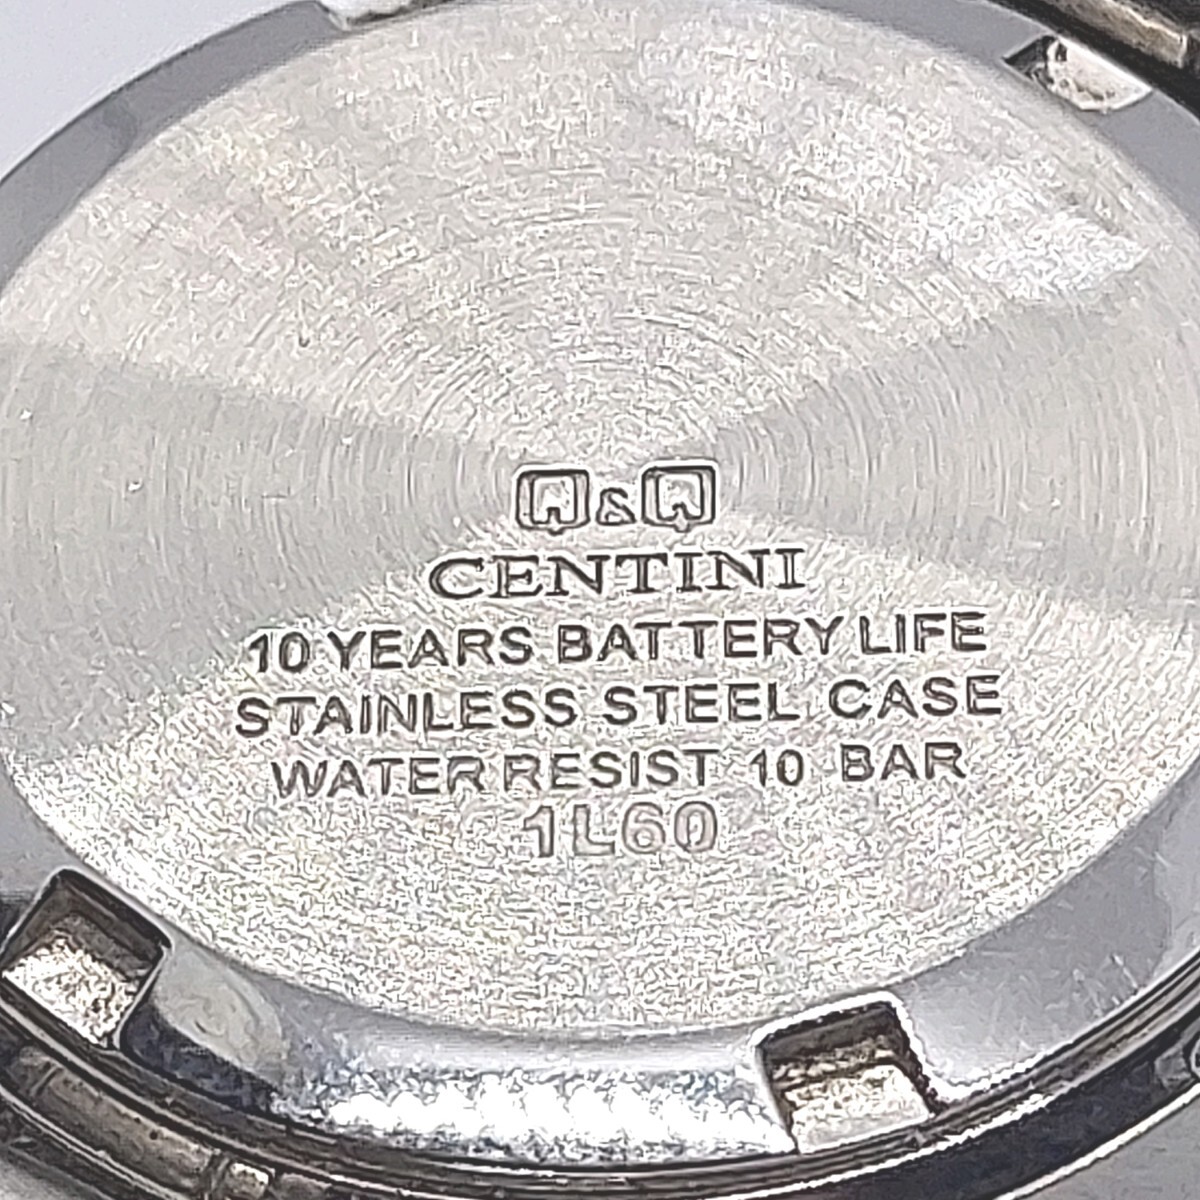 Q&Q
CENTINI
10 YEARS BATTERY LIFE
STAINLESS STEEL CASE
WATER RESIST 10 BAR
1L60